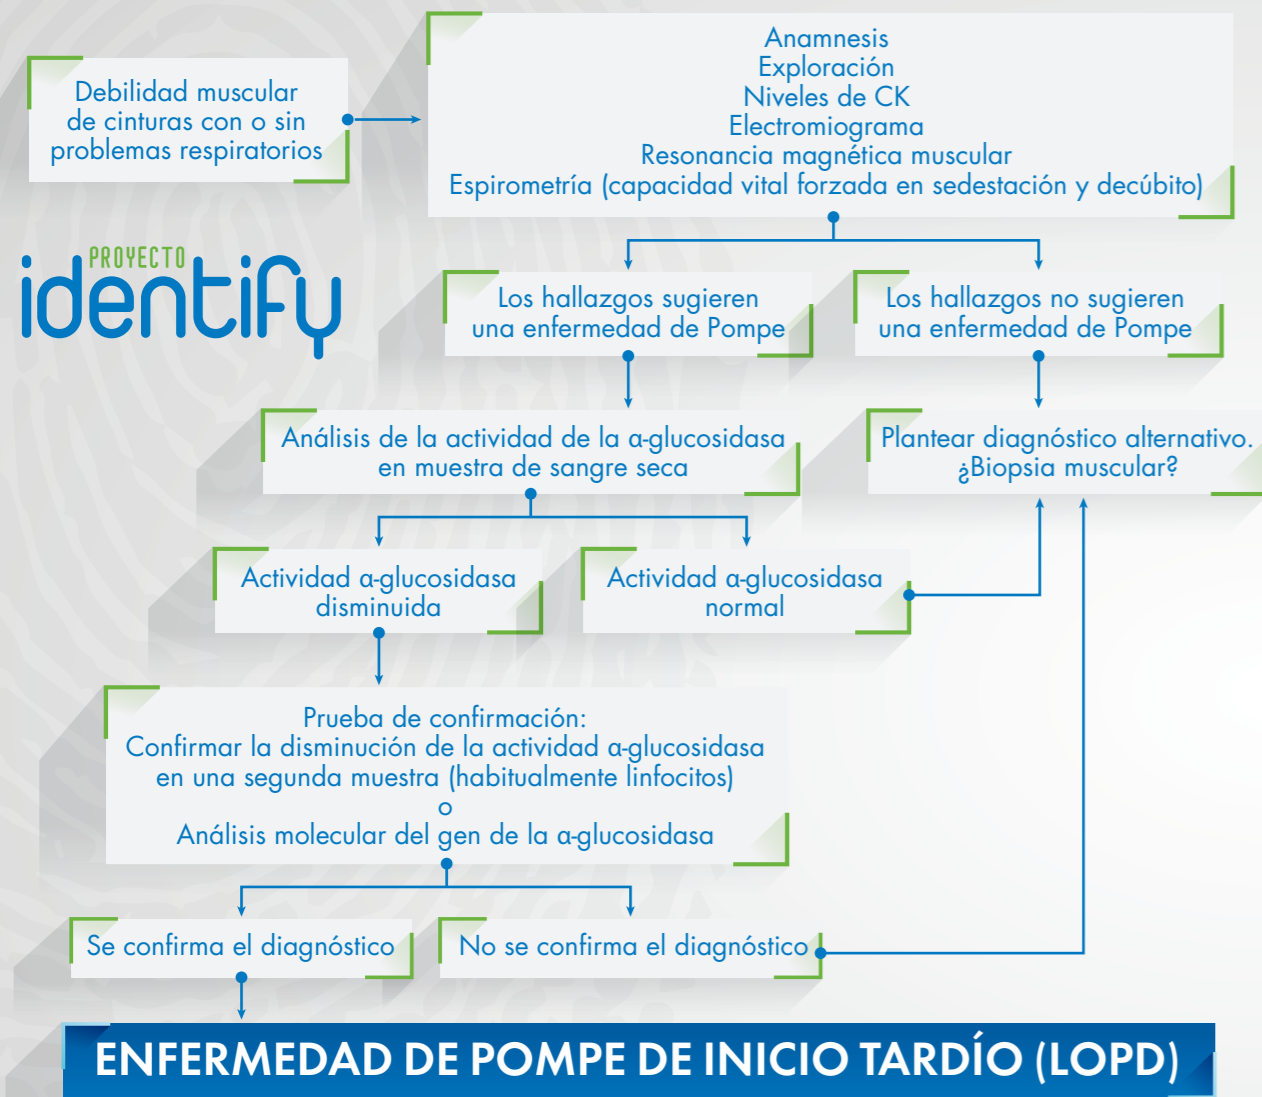 Debilidad muscular
de cinturas con o sin
problemas respiratorios
Anamnesis
Exploración
Niveles de CK
Electromiograma
Resonancia magnética muscular
Espirometría (capacidad vital forzada en sedestación y decúbito)
PROYECTO
identify
Los hallazgos sugieren
una enfermedad de Pompe
Los hallazgos no sugieren
una enfermedad de Pompe
Análisis de la actividad de la α-glucosidasa
en muestra de sangre seca
Plantear diagnóstico alternativo.
¿Biopsia muscular?
Actividad α-glucosidasa
disminuida
Actividad α-glucosidasa
normal
Prueba de confirmación:
Confirmar la disminución de la actividad α-glucosidasa
en una segunda muestra (habitualmente linfocitos)
o
Análisis molecular del gen de la α-glucosidasa
Se confirma el diagnóstico
No se confirma el diagnóstico
ENFERMEDAD DE POMPE DE INICIO TARDÍO (LOPD)